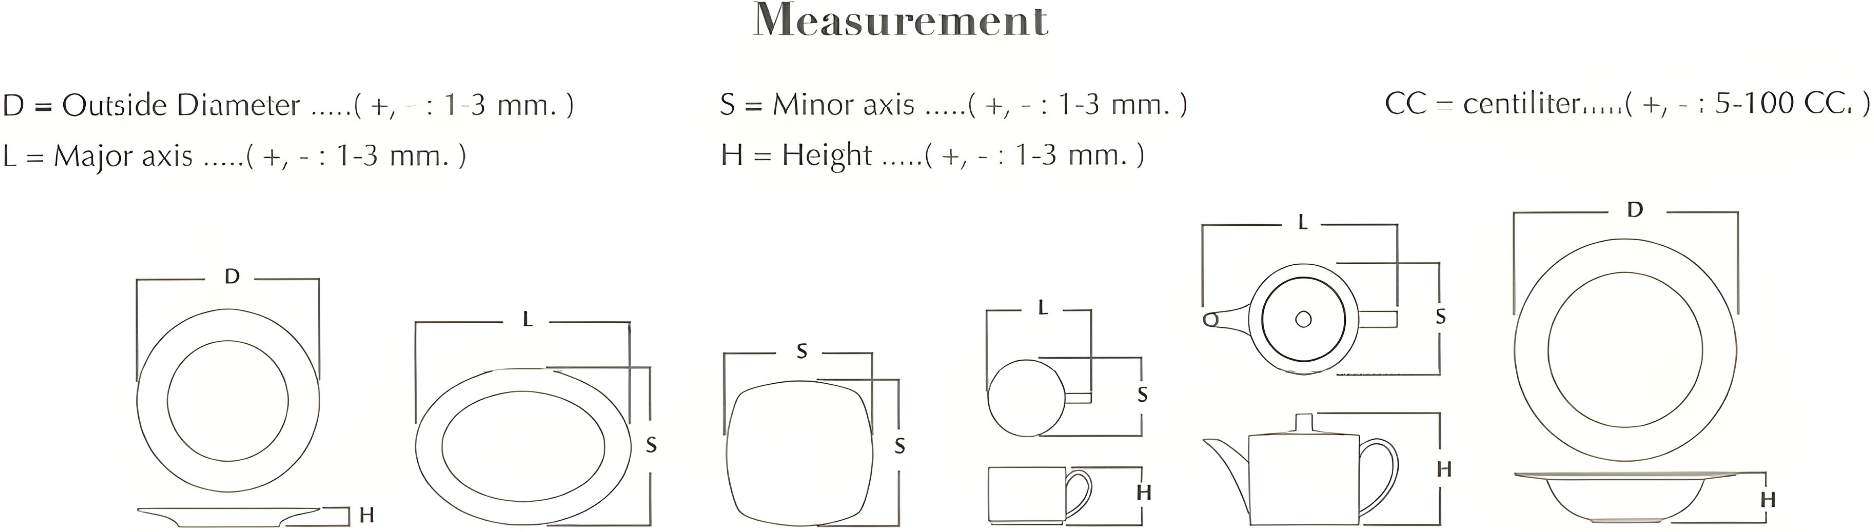 Measurement
D = Outside Diameter .....( +, - : 1-3 mm. )
S = Minor axis .....( +, - : 1-3 mm. )
CC = centiliter.....( +, - : 5-100 CC. )
L = Major axis .....( +, - : 1-3 mm. )
H = Height .....( +, - : 1-3 mm. )
D
H
L
S
S
S
L
S
H
L
S
H
D
H